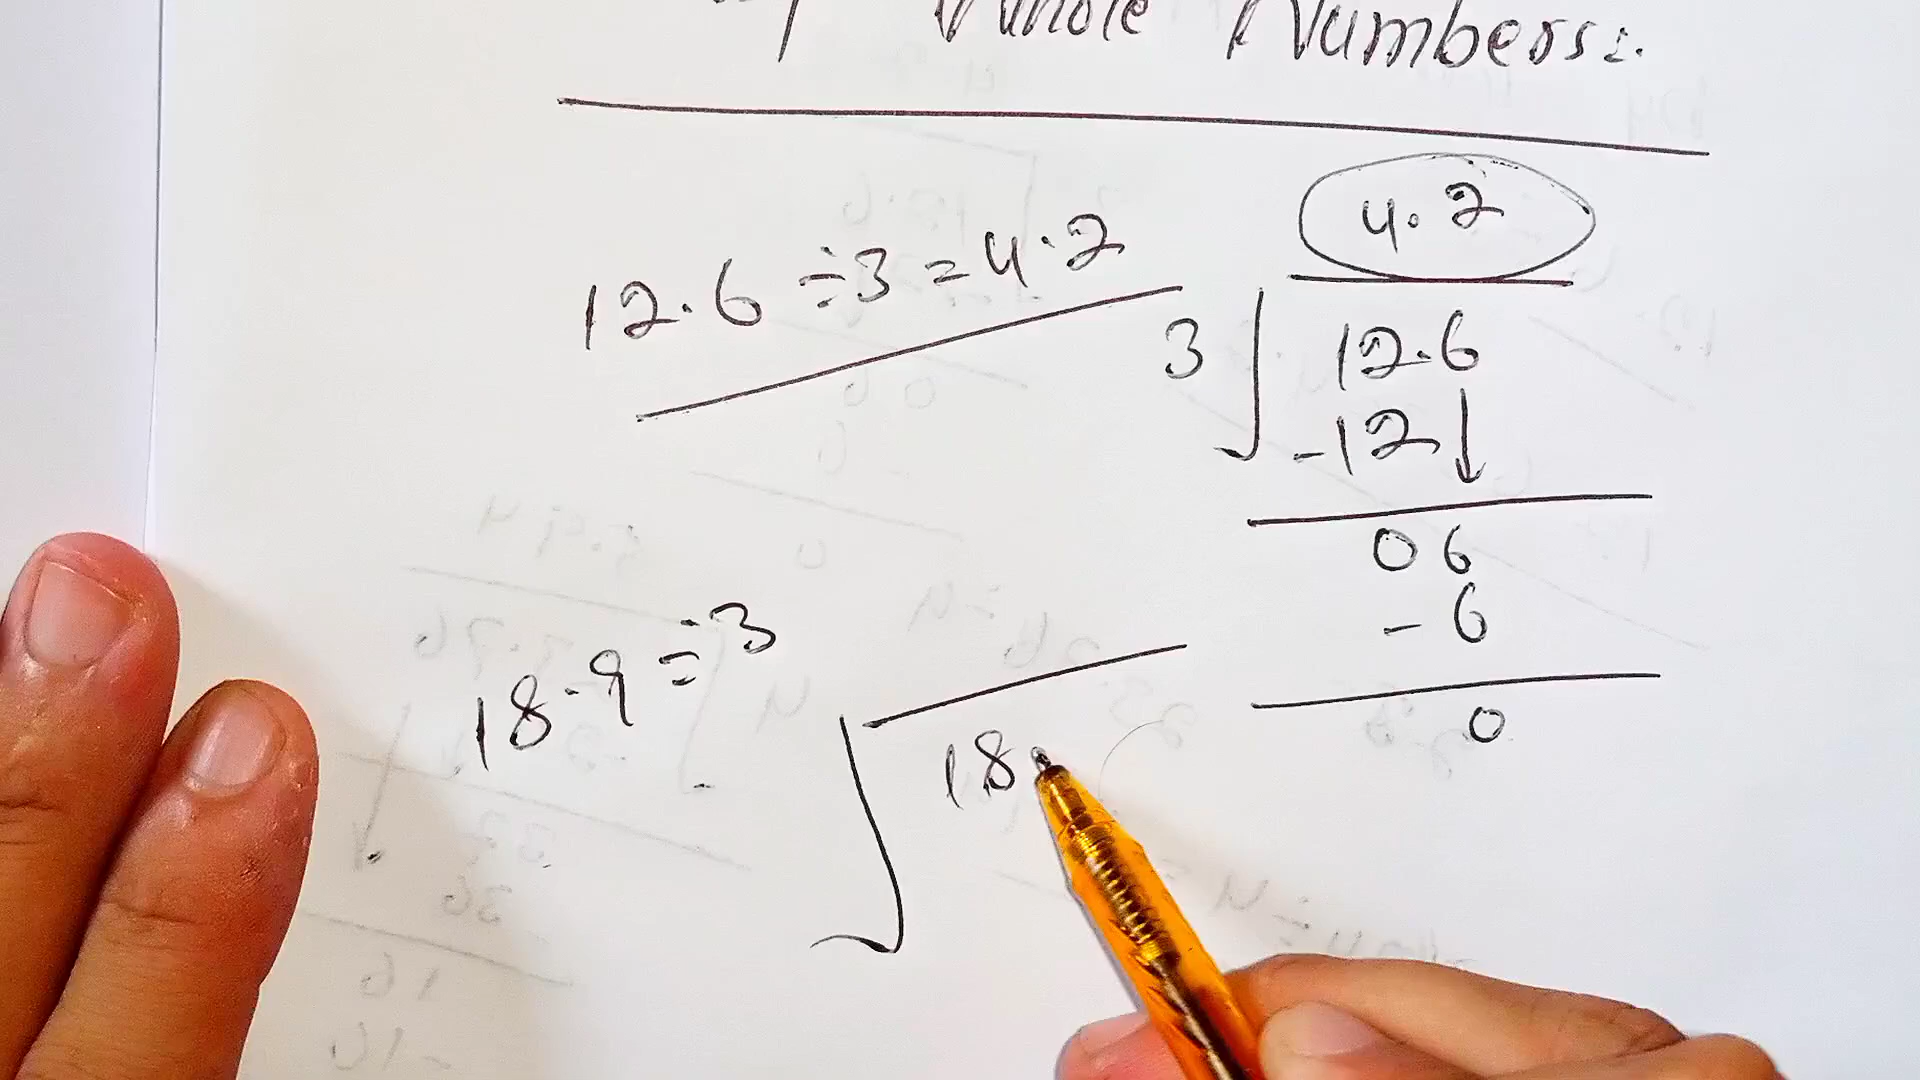 Whole Numbers:
12.6 ÷ 3 = 4.2
4.2
3 12.6
-12
06
- 6
0
18.9 ÷ 3
18.